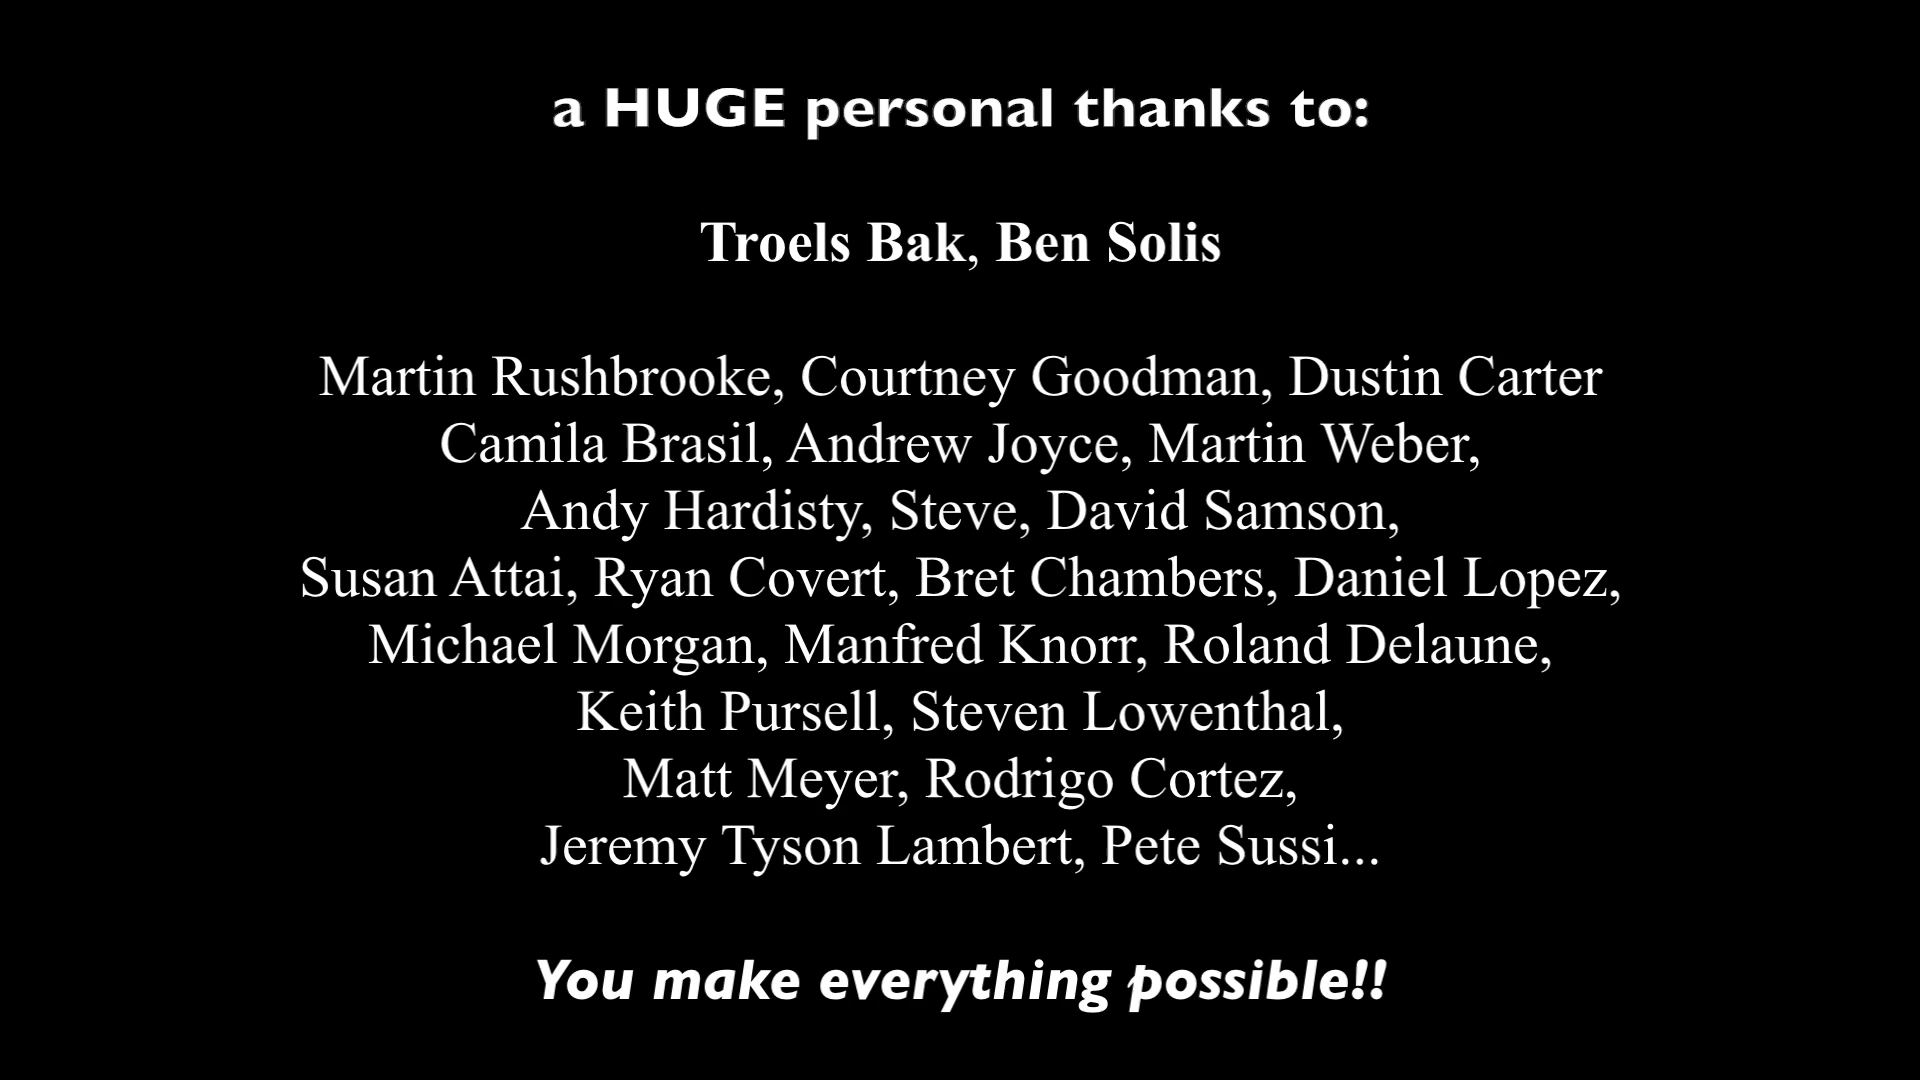 a HUGE personal thanks to:
Troels Bak, Ben Solis
Martin Rushbrooke, Courtney Goodman, Dustin Carter
Camila Brasil, Andrew Joyce, Martin Weber,
Andy Hardisty, Steve, David Samson,
Susan Attai, Ryan Covert, Bret Chambers, Daniel Lopez,
Michael Morgan, Manfred Knorr, Roland Delaune,
Keith Pursell, Steven Lowenthal,
Matt Meyer, Rodrigo Cortez,
Jeremy Tyson Lambert, Pete Sussi...
You make everything possible!!